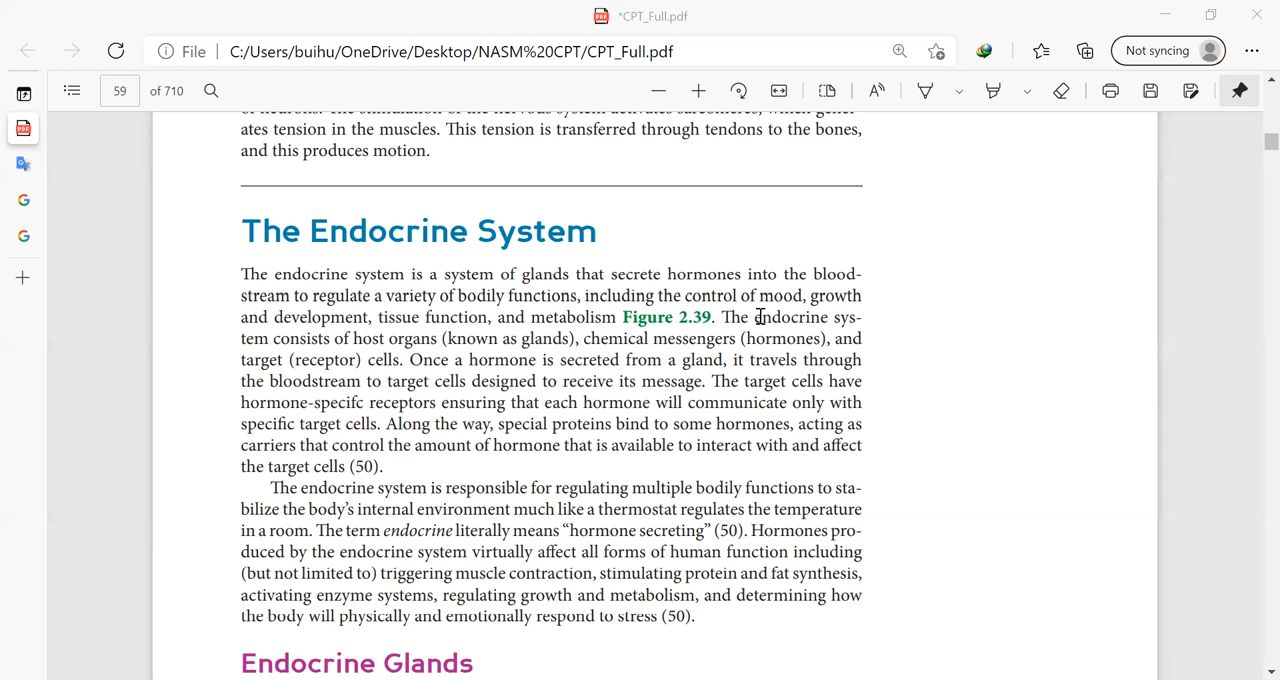 *CPT_Full.pdf
File C:/Users/buihu/OneDrive/Desktop/NASM%20CPT/CPT_Full.pdf Not syncing
59 of 710
ates tension in the muscles. This tension is transferred through tendons to the bones,
and this produces motion.
The Endocrine System
The endocrine system is a system of glands that secrete hormones into the blood-
stream to regulate a variety of bodily functions, including the control of mood, growth
and development, tissue function, and metabolism Figure 2.39. The endocrine sys-
tem consists of host organs (known as glands), chemical messengers (hormones), and
target (receptor) cells. Once a hormone is secreted from a gland, it travels through
the bloodstream to target cells designed to receive its message. The target cells have
hormone-specifc receptors ensuring that each hormone will communicate only with
specific target cells. Along the way, special proteins bind to some hormones, acting as
carriers that control the amount of hormone that is available to interact with and affect
the target cells (50).
The endocrine system is responsible for regulating multiple bodily functions to sta-
bilize the body's internal environment much like a thermostat regulates the temperature
in a room. The term endocrine literally means “hormone secreting” (50). Hormones pro-
duced by the endocrine system virtually affect all forms of human function including
(but not limited to) triggering muscle contraction, stimulating protein and fat synthesis,
activating enzyme systems, regulating growth and metabolism, and determining how
the body will physically and emotionally respond to stress (50).
Endocrine Glands